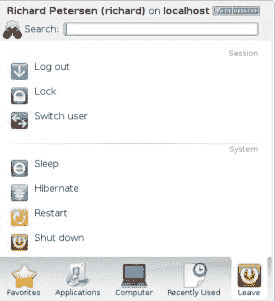 Richard Petersen (richard) on localhost
Search:
Session
Log out
Lock
Switch user
System
Sleep
Hibernate
Restart
Shut down
Favorites Applications Computer Recently Used Leave